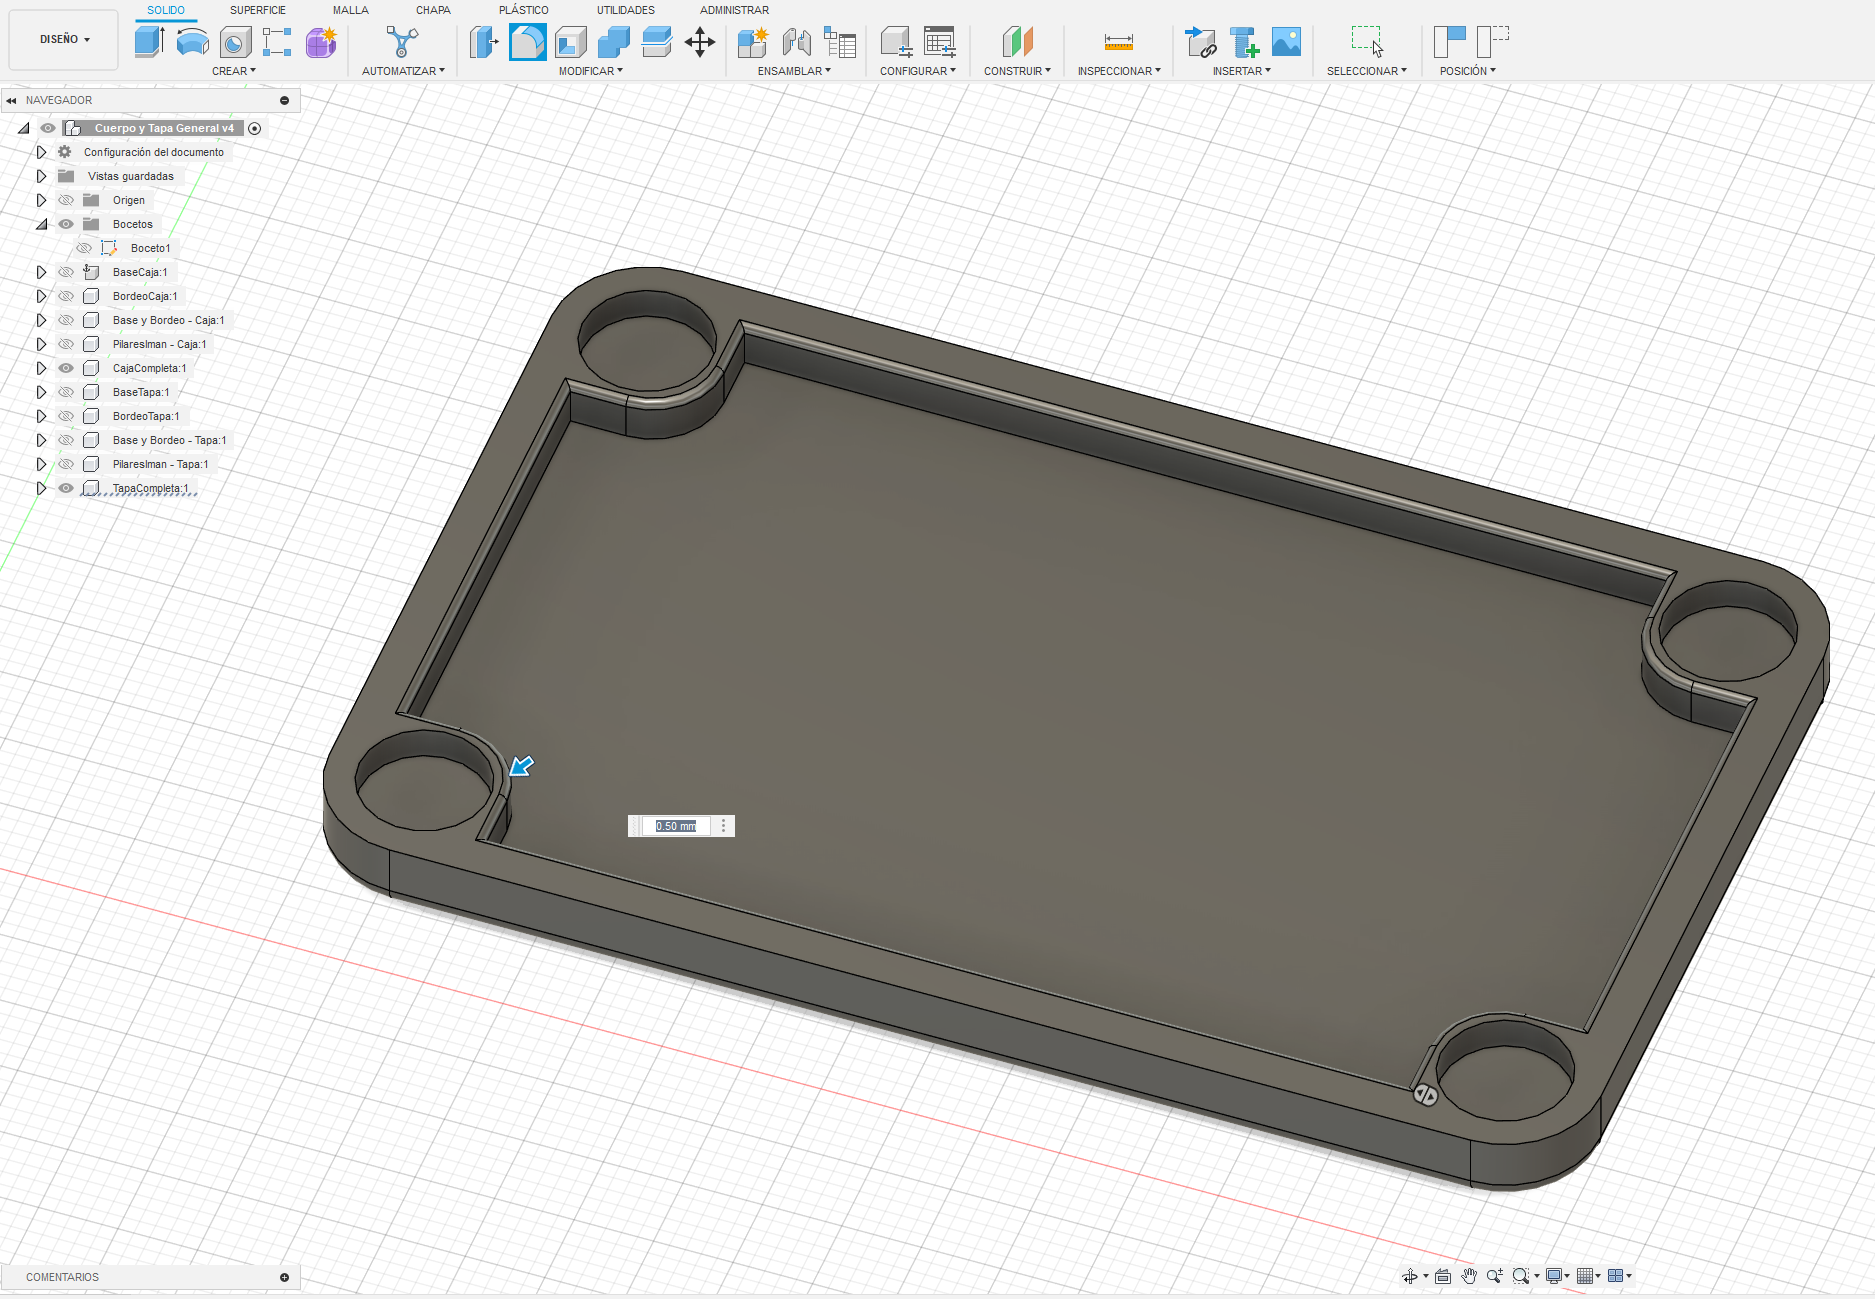 SOLIDO SUPERFICIE MALLA CHAPA PLÁSTICO UTILIDADES ADMINISTRAR
DISEÑO
CREAR AUTOMATIZAR MODIFICAR ENSAMBLAR CONFIGURAR CONSTRUIR INSPECCIONAR INSERTAR SELECCIONAR POSICIÓN
NAVEGADOR
Cuerpo y Tapa General v4
Configuración del documento
Vistas guardadas
Origen
Bocetos
Boceto1
BaseCaja:1
BordeoCaja:1
Base y Bordeo - Caja:1
PilaresIman - Caja:1
CajaCompleta:1
BaseTapa:1
BordeoTapa:1
Base y Bordeo - Tapa:1
PilaresIman - Tapa:1
TapaCompleta:1
0.50 mm
COMENTARIOS